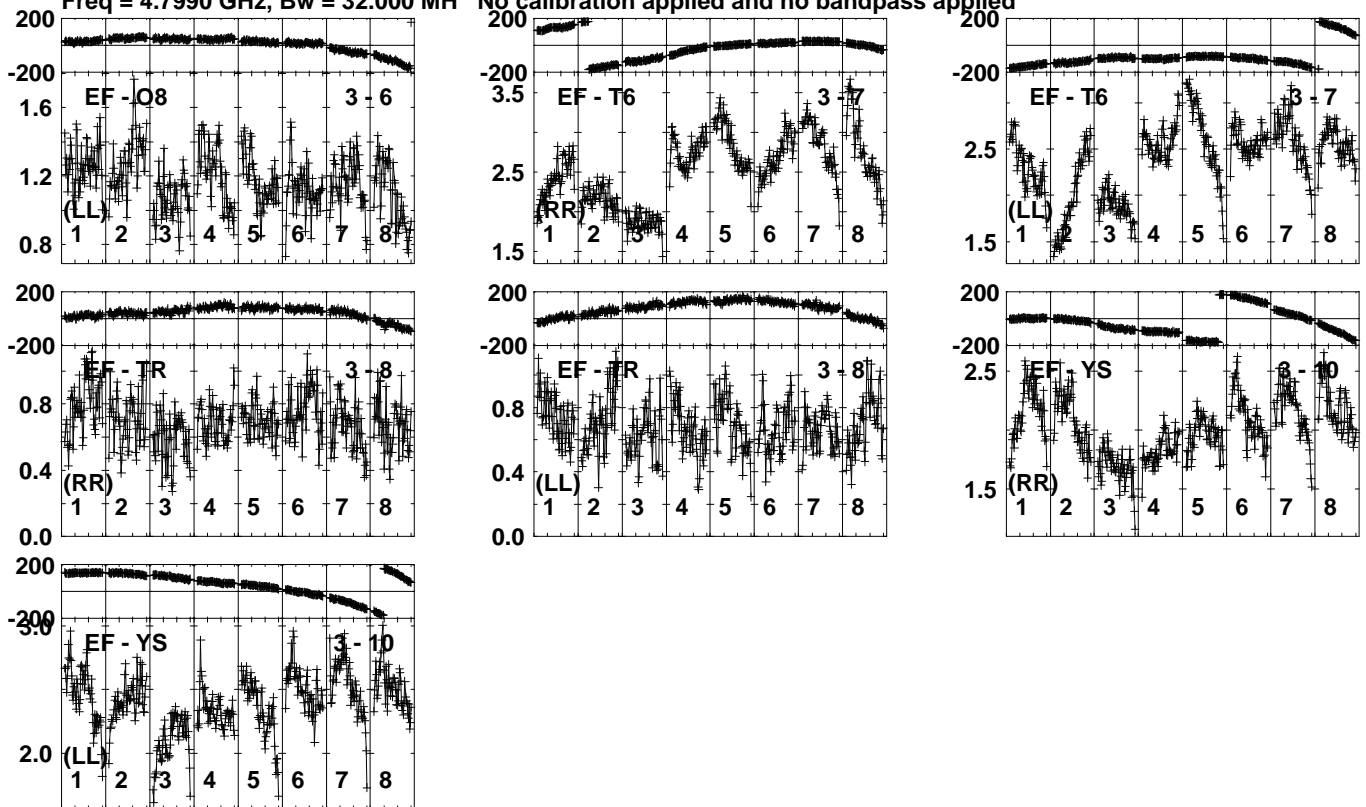 Freq = 4.7990 GHz, Bw = 32.000 MH No calibration applied and no bandpass applied
200
-200
1.6
1.2
0.8
EF - O8 3 - 6
(LL)
1 2 3 4 5 6 7 8
200
-200
3.5
2.5
1.5
EF - T6 3 - 7
(RR)
1 2 3 4 5 6 7 8
200
-200
2.5
1.5
EF - T6 3 - 7
(LL)
1 2 3 4 5 6 7 8
200
-200
0.8
0.4
0.0
EF - TR 3 - 8
(RR)
1 2 3 4 5 6 7 8
200
-200
0.8
0.4
0.0
EF - TR 3 - 8
(LL)
1 2 3 4 5 6 7 8
200
-200
2.5
1.5
EF - YS 3 - 10
(RR)
1 2 3 4 5 6 7 8
200
-200
3.0
2.0
EF - YS 3 - 10
(LL)
1 2 3 4 5 6 7 8